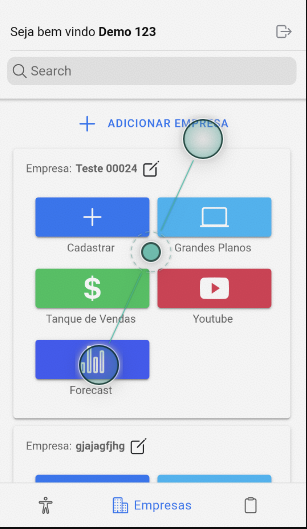 Seja bem vindo Demo 123
Search
ADICIONAR EMPRESA
Empresa: Teste 00024
Cadastrar
Grandes Planos
Tanque de Vendas
Youtube
Forecast
Empresa: gjajagfjhg
Empresas